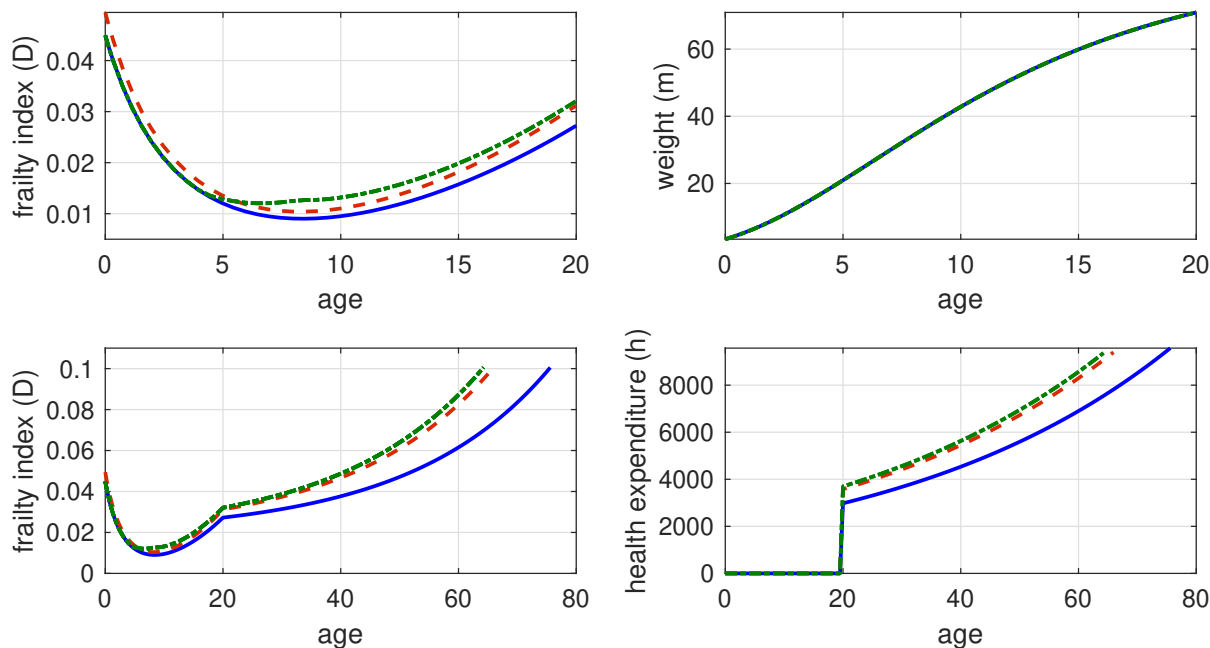 frailty index (D)
0.04
0.03
0.02
0.01
0 5 10 15 20
age
weight (m)
60
40
20
0 5 10 15 20
age
frailty index (D)
0.1
0.08
0.06
0.04
0.02
0
0 20 40 60 80
age
health expenditure (h)
8000
6000
4000
2000
0
0 20 40 60 80
age